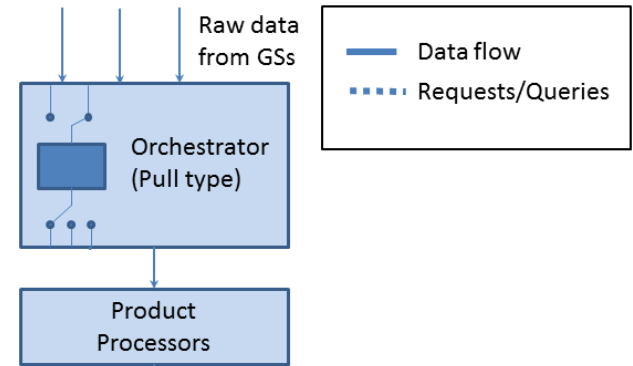 Raw data
from GSs
Data flow
Requests/Queries
Orchestrator
(Pull type)
Product
Processors